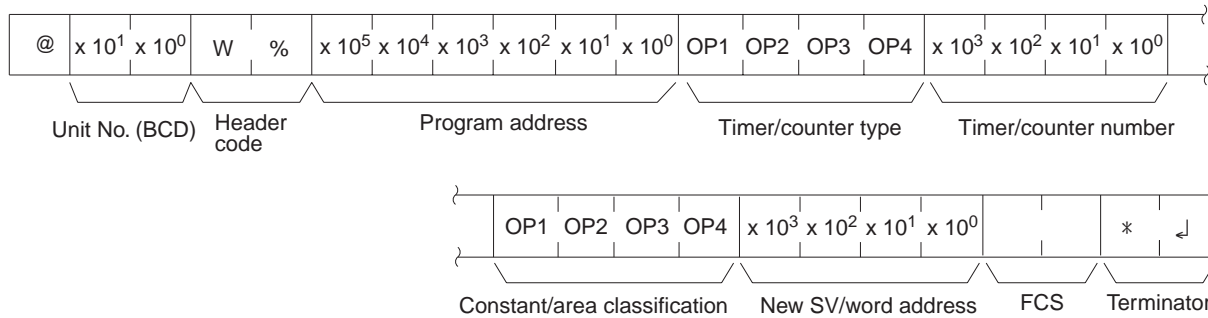 @ x 10¹ x 10⁰ W % x 10⁵ x 10⁴ x 10³ x 10² x 10¹ x 10⁰ OP1 OP2 OP3 OP4 x 10³ x 10² x 10¹ x 10⁰
Unit No. (BCD) Header code Program address Timer/counter type Timer/counter number
OP1 OP2 OP3 OP4 x 10³ x 10² x 10¹ x 10⁰ * ↵
Constant/area classification New SV/word address FCS Terminator